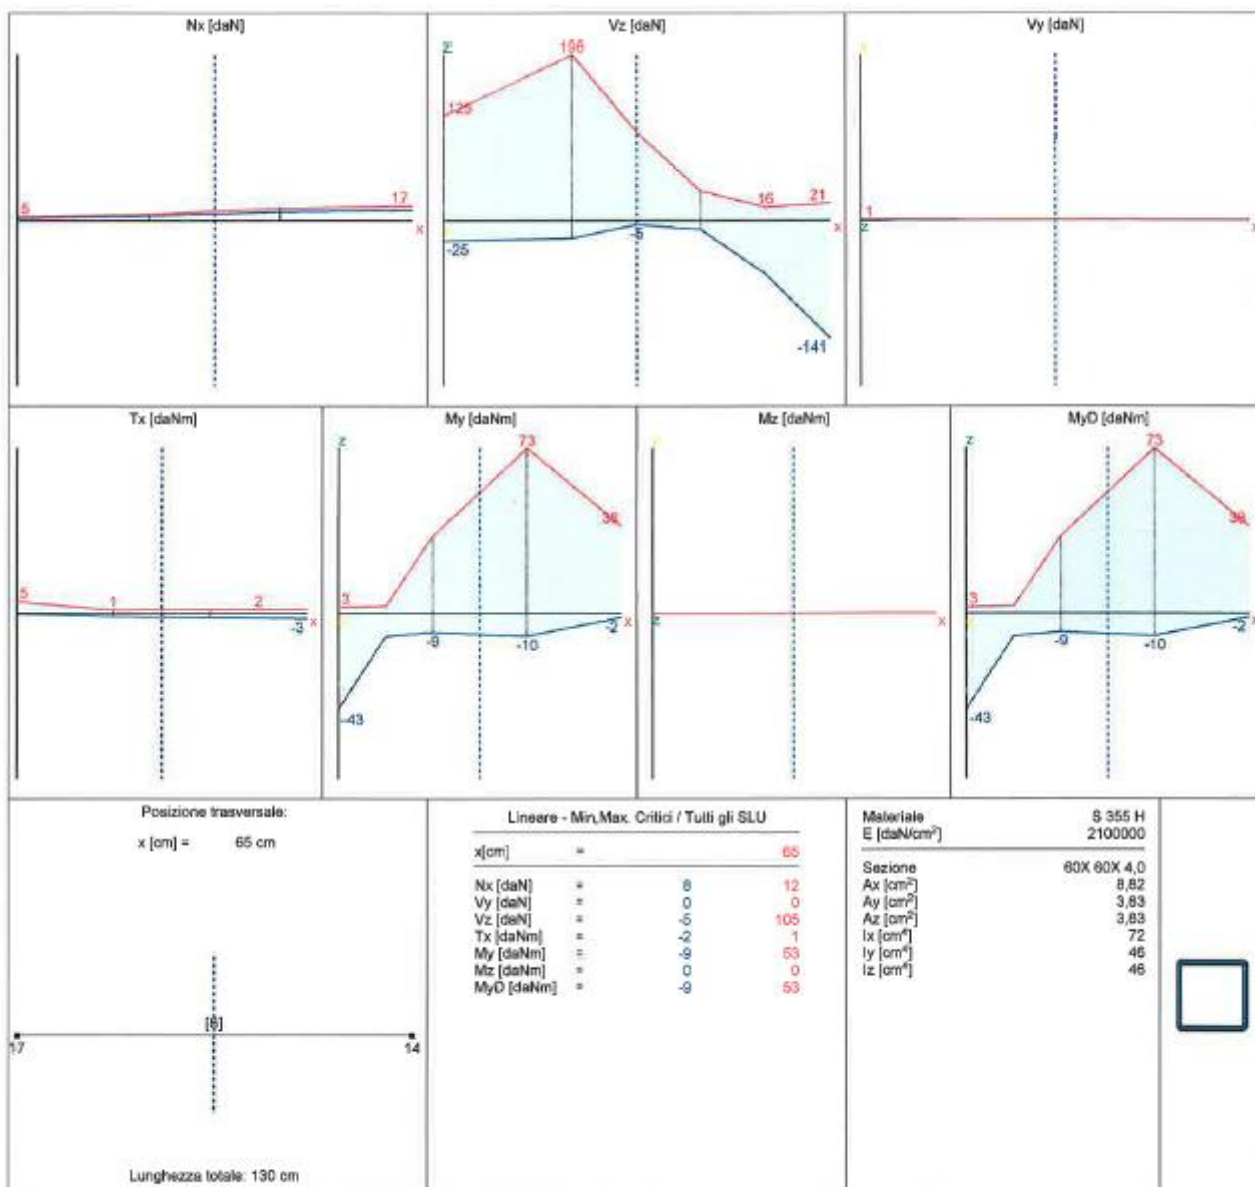 Nx [daN]
5
17
x
Vz [daN]
z
198
125
16
21
x
-25
-5
-141
Vy [daN]
1
z
x
Tx [daNm]
5
1
2
x
My [daNm]
z
73
38
3
x
-9
-10
-2
-43
Mz [daNm]
z
x
MyD [daNm]
z
73
38
3
x
-9
-10
-2
-43
Posizione trasversale:
x [cm] = 65 cm
17
14
Lunghezza totale: 130 cm
Lineare - Min,Max. Critici / Tutti gli SLU
x[cm] = 65
Nx [daN] = 8 12
Vy [daN] = 0 0
Vz [daN] = -5 105
Tx [daNm] = -2 1
My [daNm] = -9 53
Mz [daNm] = 0 0
MyD [daNm] = -9 53
Materiale S 355 H
E [daN/cm²] 2100000
Sezione 60X 60X 4,0
Ax [cm²] 8,82
Ay [cm²] 3,83
Az [cm²] 3,83
Ix [cm⁴] 72
Iy [cm⁴] 46
Iz [cm⁴] 46